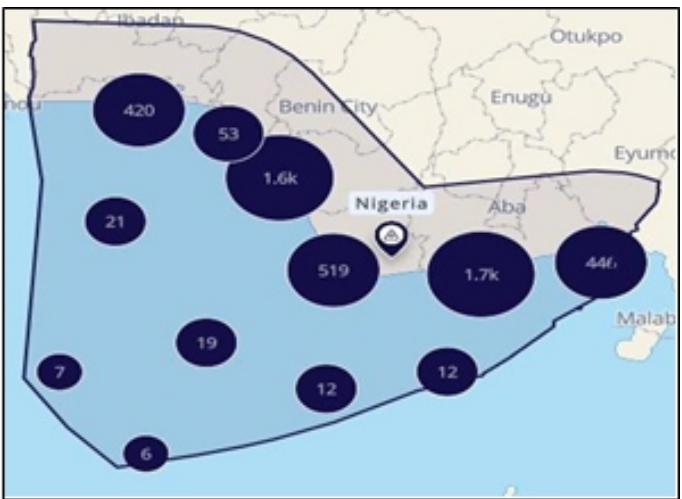 Ibadan
Otukpo
420
Benin City
Enugu
53
Eyumo
1.6k
Nigeria
Aba
21
519
1.7k
446
Malab
19
7
12
12
6